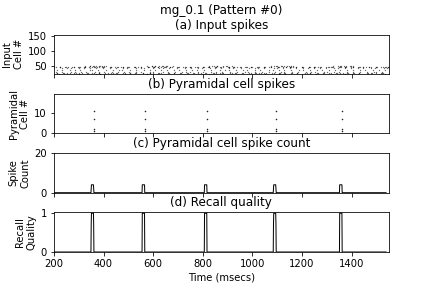 mg_0.1 (Pattern #0)
(a) Input spikes
150
100
50
Input
Cell #
(b) Pyramidal cell spikes
10
0
Pyramidal
Cell #
(c) Pyramidal cell spike count
20
0
Spike
Count
(d) Recall quality
1
0
Recall
Quality
200 400 600 800 1000 1200 1400
Time (msecs)